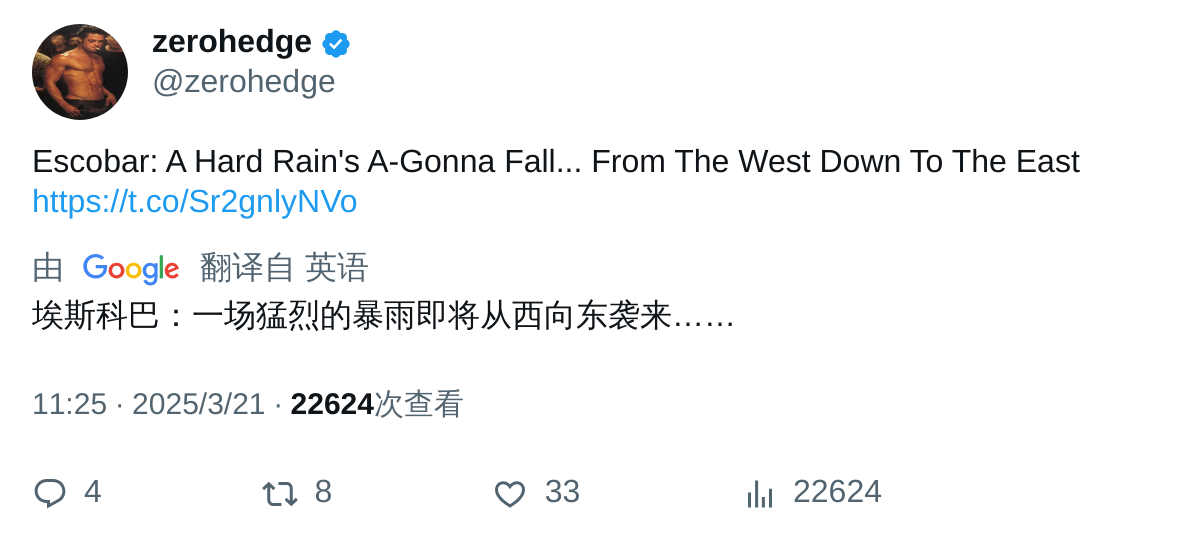 zerohedge
@zerohedge
Escobar: A Hard Rain's A-Gonna Fall... From The West Down To The East
https://t.co/Sr2gnlyNVo
由 Google 翻译自 英语
埃斯科巴：一场猛烈的暴雨即将从西向东袭来……
11:25 · 2025/3/21 · 22624次查看
4 8 33 22624